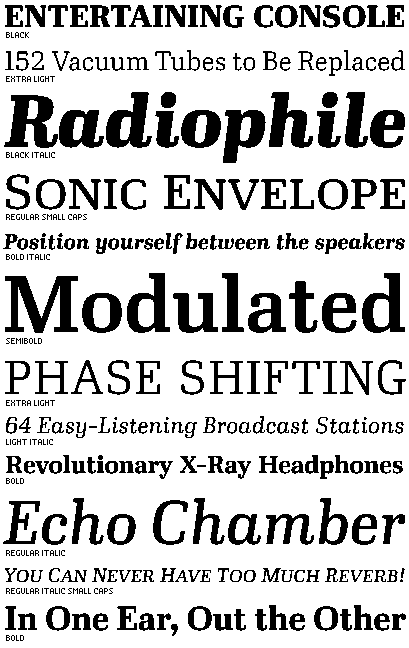 ENTERTAINING CONSOLE
BLACK
152 Vacuum Tubes to Be Replaced
EXTRA LIGHT
Radiophile
BLACK ITALIC
SONIC ENVELOPE
REGULAR SMALL CAPS
Position yourself between the speakers
BOLD ITALIC
Modulated
SEMIBOLD
PHASE SHIFTING
EXTRA LIGHT
64 Easy-Listening Broadcast Stations
LIGHT ITALIC
Revolutionary X-Ray Headphones
BOLD
Echo Chamber
REGULAR ITALIC
YOU CAN NEVER HAVE TOO MUCH REVERB!
REGULAR ITALIC SMALL CAPS
In One Ear, Out the Other
BOLD